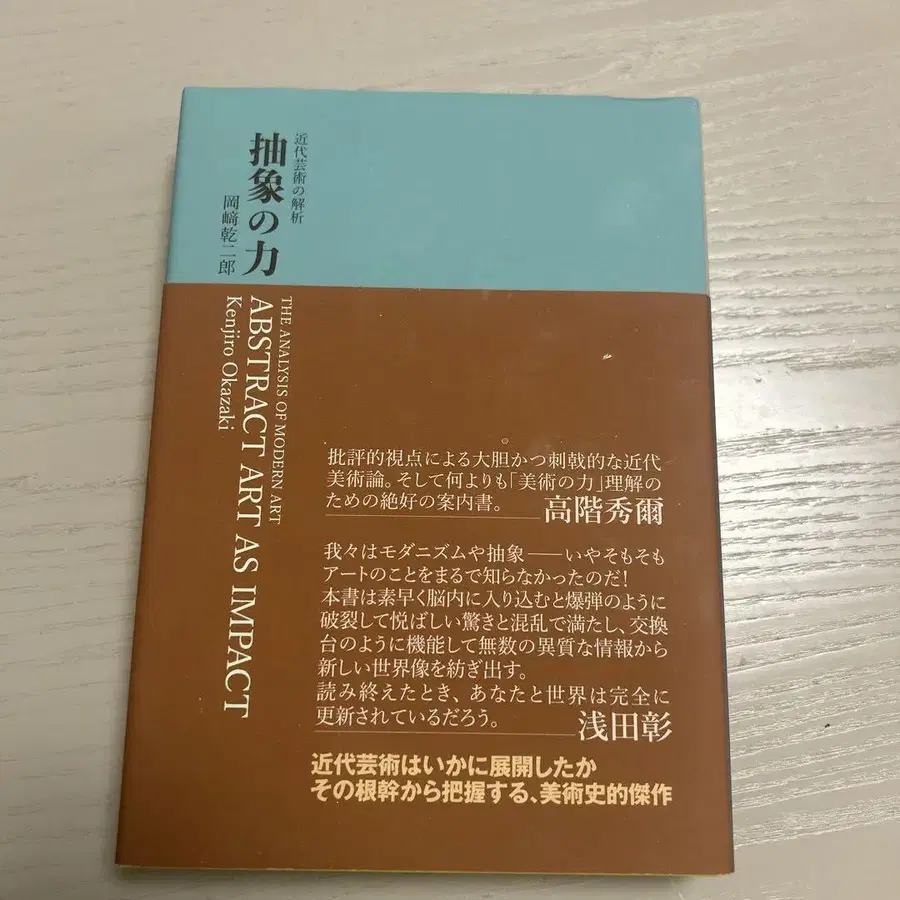 近代芸術の解析
抽象の力
岡﨑乾二郎
THE ANALYSIS OF MODERN ART
ABSTRACT ART AS IMPACT
Kenjiro Okazaki
批評的視点による大胆かつ刺戟的な近代
美術論。そして何よりも「美術の力」理解の
ための絶好の案内書。
高階秀爾
我々はモダニズムや抽象——いやそもそも
アートのことをまるで知らなかったのだ!
本書は素早く脳内に入り込むと爆弾のように
破裂して悦ばしい驚きと混乱で満たし、交換
台のように機能して無数の異質な情報から
新しい世界像を紡ぎ出す。
読み終えたとき、あなたと世界は完全に
更新されているだろう。
浅田彰
近代芸術はいかに展開したか
その根幹から把握する、美術史的傑作